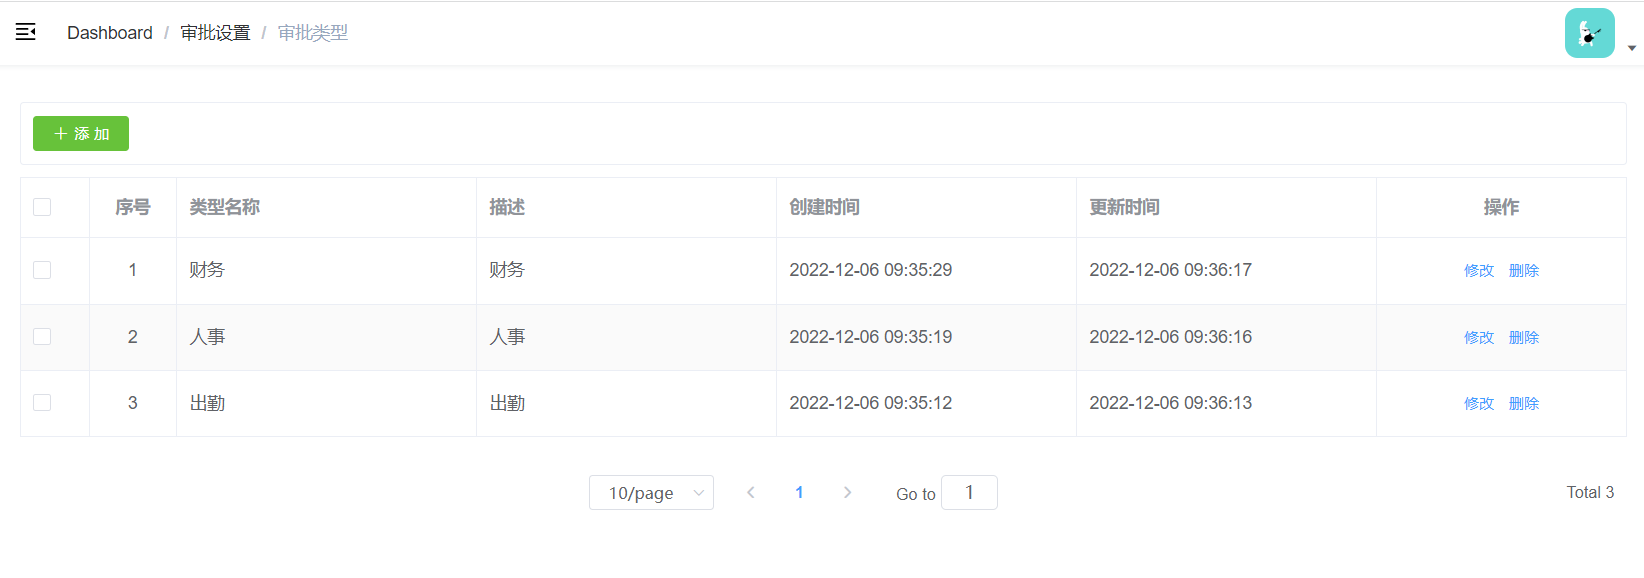 Dashboard / 审批设置 / 审批类型
添加
序号 类型名称 描述 创建时间 更新时间 操作
1 财务 财务 2022-12-06 09:35:29 2022-12-06 09:36:17 修改 删除
2 人事 人事 2022-12-06 09:35:19 2022-12-06 09:36:16 修改 删除
3 出勤 出勤 2022-12-06 09:35:12 2022-12-06 09:36:13 修改 删除
10/page 1 Go to 1 Total 3